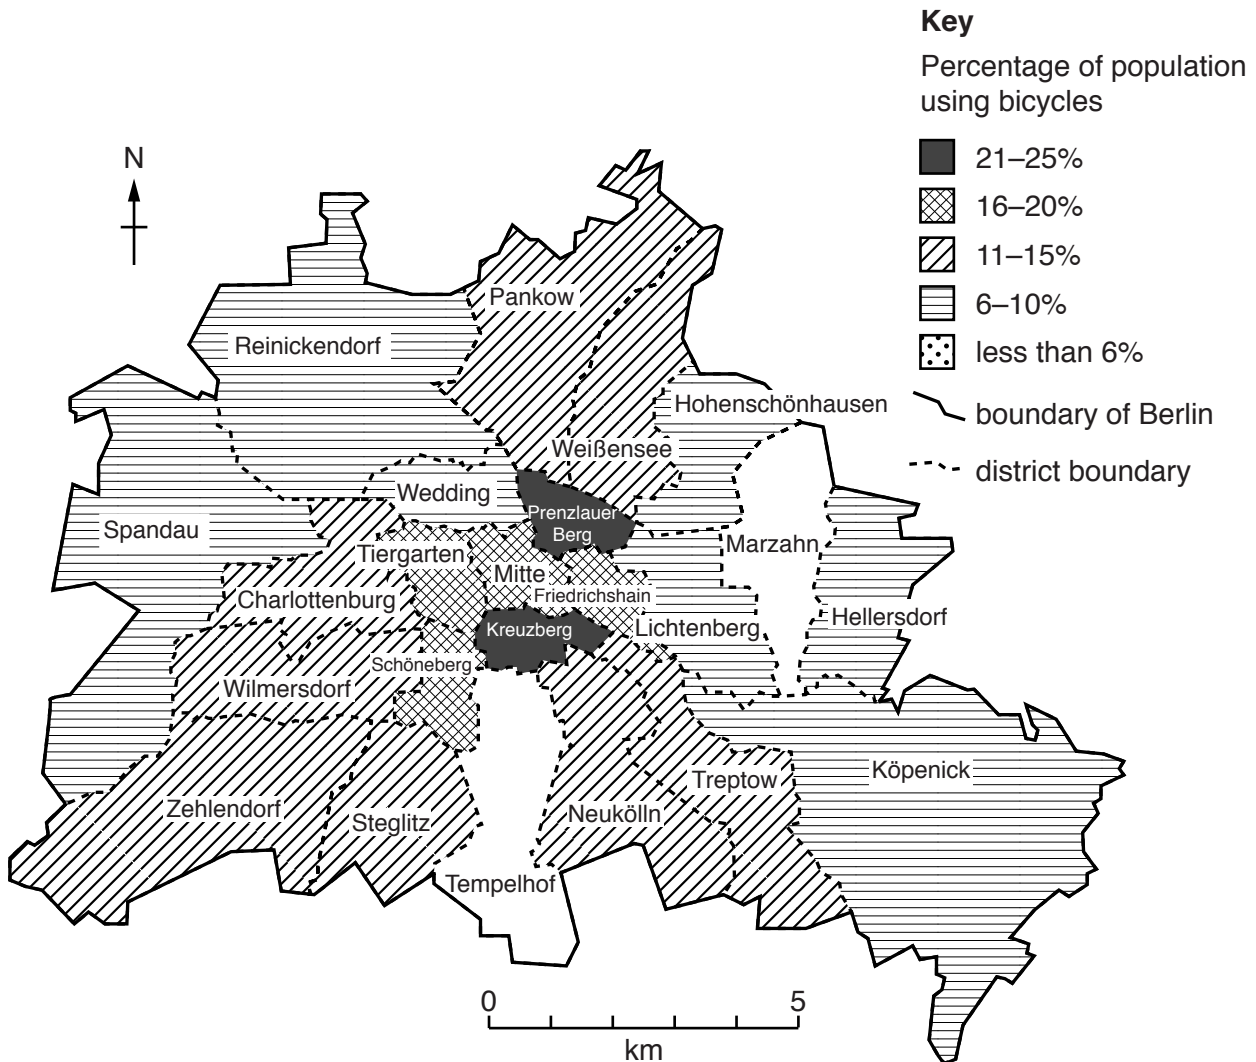 Key
Percentage of population
using bicycles
21–25%
16–20%
11–15%
6–10%
less than 6%
boundary of Berlin
district boundary
N
Pankow
Reinickendorf
Hohenschönhausen
Weißensee
Wedding
Prenzlauer
Berg
Spandau
Tiergarten
Marzahn
Mitte
Friedrichshain
Charlottenburg
Hellersdorf
Kreuzberg
Lichtenberg
Schöneberg
Wilmersdorf
Köpenick
Treptow
Zehlendorf
Steglitz
Neukölln
Tempelhof
0 5
km